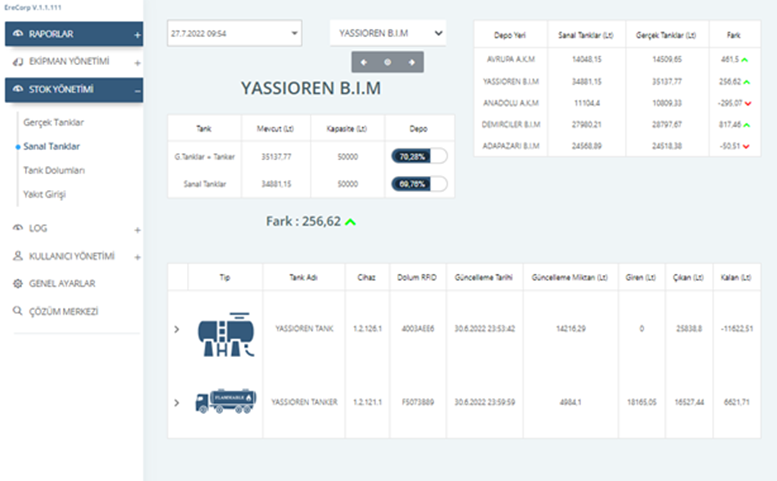 EreCorp V.1.1.111
RAPORLAR +
EKİPMAN YÖNETİMİ +
STOK YÖNETİMİ −
Gerçek Tanklar
Sanal Tanklar
Tank Dolumları
Yakıt Girişi
LOG +
KULLANICI YÖNETİMİ +
GENEL AYARLAR
ÇÖZÜM MERKEZİ
27.7.2022 09:54
YASSIOREN B.I.M
YASSIOREN B.I.M
Tank Mevcut (Lt) Kapasite (Lt) Depo
G.Tanklar + Tanker 35137,77 50000 70,28%
Sanal Tanklar 34881,15 50000 69,76%
Fark : 256,62
Depo Yeri Sanal Tanklar (Lt) Gerçek Tanklar (Lt) Fark
AVRUPA A.K.M 14048,15 14509,65 461,5
YASSIOREN B.I.M 34881,15 35137,77 256,62
ANADOLU A.K.M 11104,4 10809,33 -295,07
DEMIRCILER B.I.M 27980,21 28797,67 817,46
ADAPAZARI B.I.M 24568,89 24518,38 -50,51
Tip Tank Adı Cihaz Dolum RFID Güncelleme Tarihi Güncelleme Miktarı (Lt) Giren (Lt) Çıkan (Lt) Kalan (Lt)
YASSIOREN TANK 1.2.126.1 4003AEE6 30.6.2022 23:53:42 14216,29 0 25838,8 -11622,51
FLAMMABLE
YASSIOREN TANKER 1.2.121.1 F5073889 30.6.2022 23:59:59 4984,1 18165,05 16527,44 6621,71